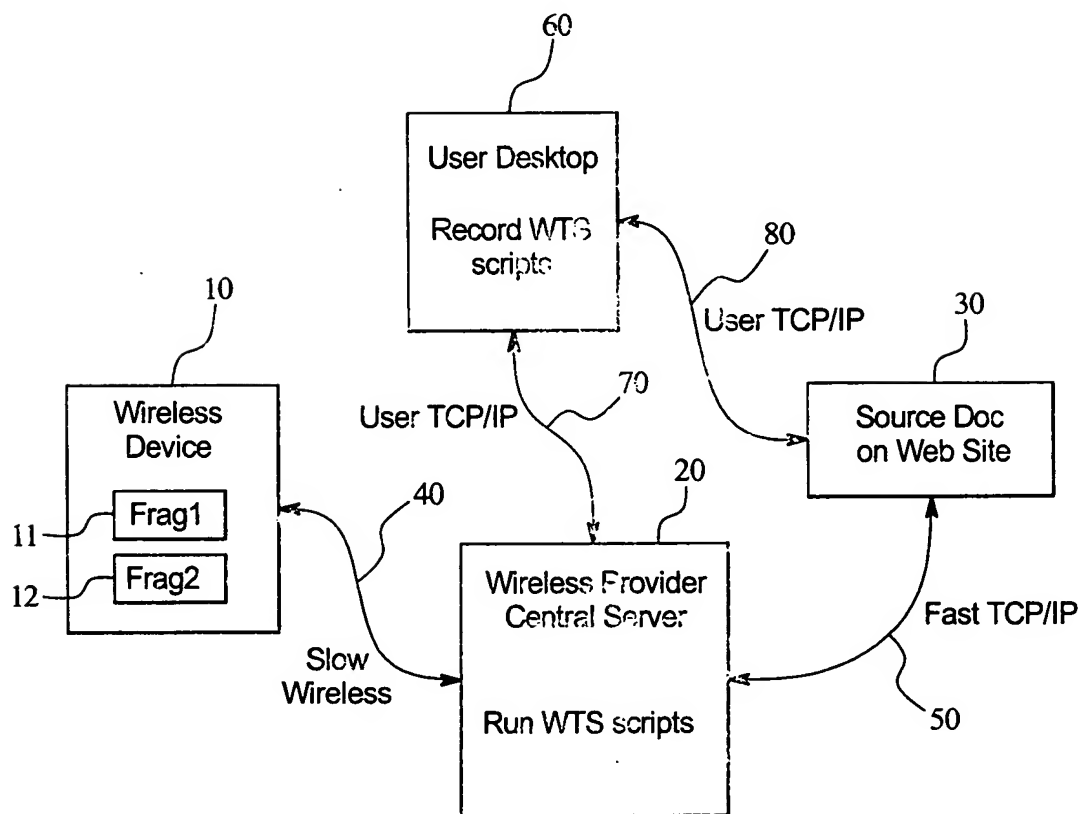 60
User Desktop
Record WTS
scripts
80
User TCP/IP
10
30
Wireless
Device
70
User TCP/IP
Source Doc
on Web Site
20
40
11
Frag1
12
Frag2
Wireless Provider
Central Server
Fast TCP/IP
Slow
Wireless
Run WTS scripts
50